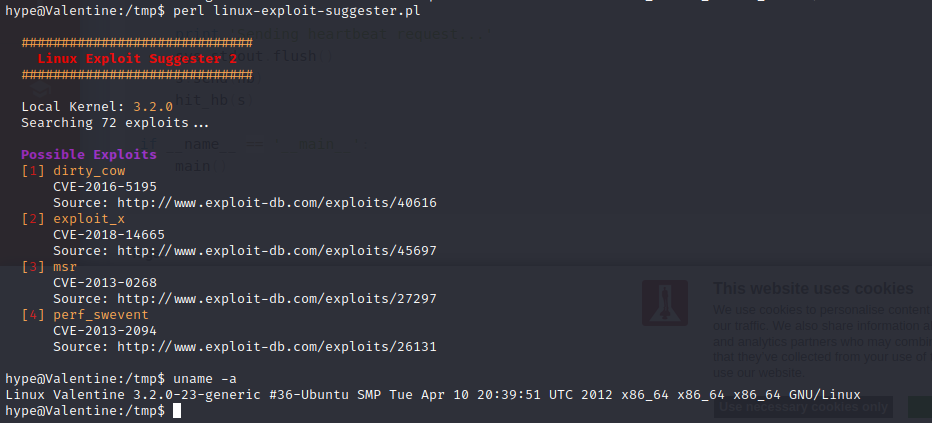 hype@Valentine:/tmp$ perl linux-exploit-suggester.pl
#############################
Linux Exploit Suggester 2
#############################
Local Kernel: 3.2.0
Searching 72 exploits...
Possible Exploits
[1] dirty_cow
CVE-2016-5195
Source: http://www.exploit-db.com/exploits/40616
[2] exploit_x
CVE-2018-14665
Source: http://www.exploit-db.com/exploits/45697
[3] msr
CVE-2013-0268
Source: http://www.exploit-db.com/exploits/27297
[4] perf_swevent
CVE-2013-2094
Source: http://www.exploit-db.com/exploits/26131
hype@Valentine:/tmp$ uname -a
Linux Valentine 3.2.0-23-generic #36-Ubuntu SMP Tue Apr 10 20:39:51 UTC 2012 x86_64 x86_64 x86_64 GNU/Linux
hype@Valentine:/tmp$
This website uses cookies
We use cookies to personalise content
our traffic. We also share information a
and analytics partners who may combin
that they've collected from your use of
use our website.
Use necessary cookies only